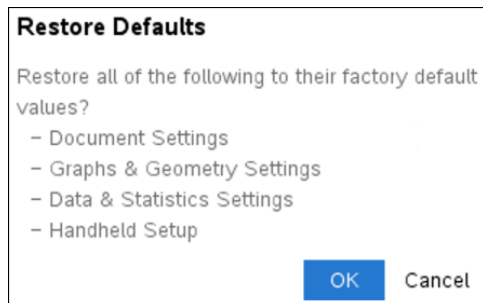 Restore Defaults
Restore all of the following to their factory default
values?
– Document Settings
– Graphs & Geometry Settings
– Data & Statistics Settings
– Handheld Setup
OK Cancel